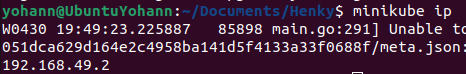 yohann@UbuntuYohann:~/Documents/Henky$ minikube ip
W0430 19:49:23.225887   85898 main.go:291] Unable to
051dca629d164e2c4958ba141d5f4133a33f0688f/meta.json:
192.168.49.2